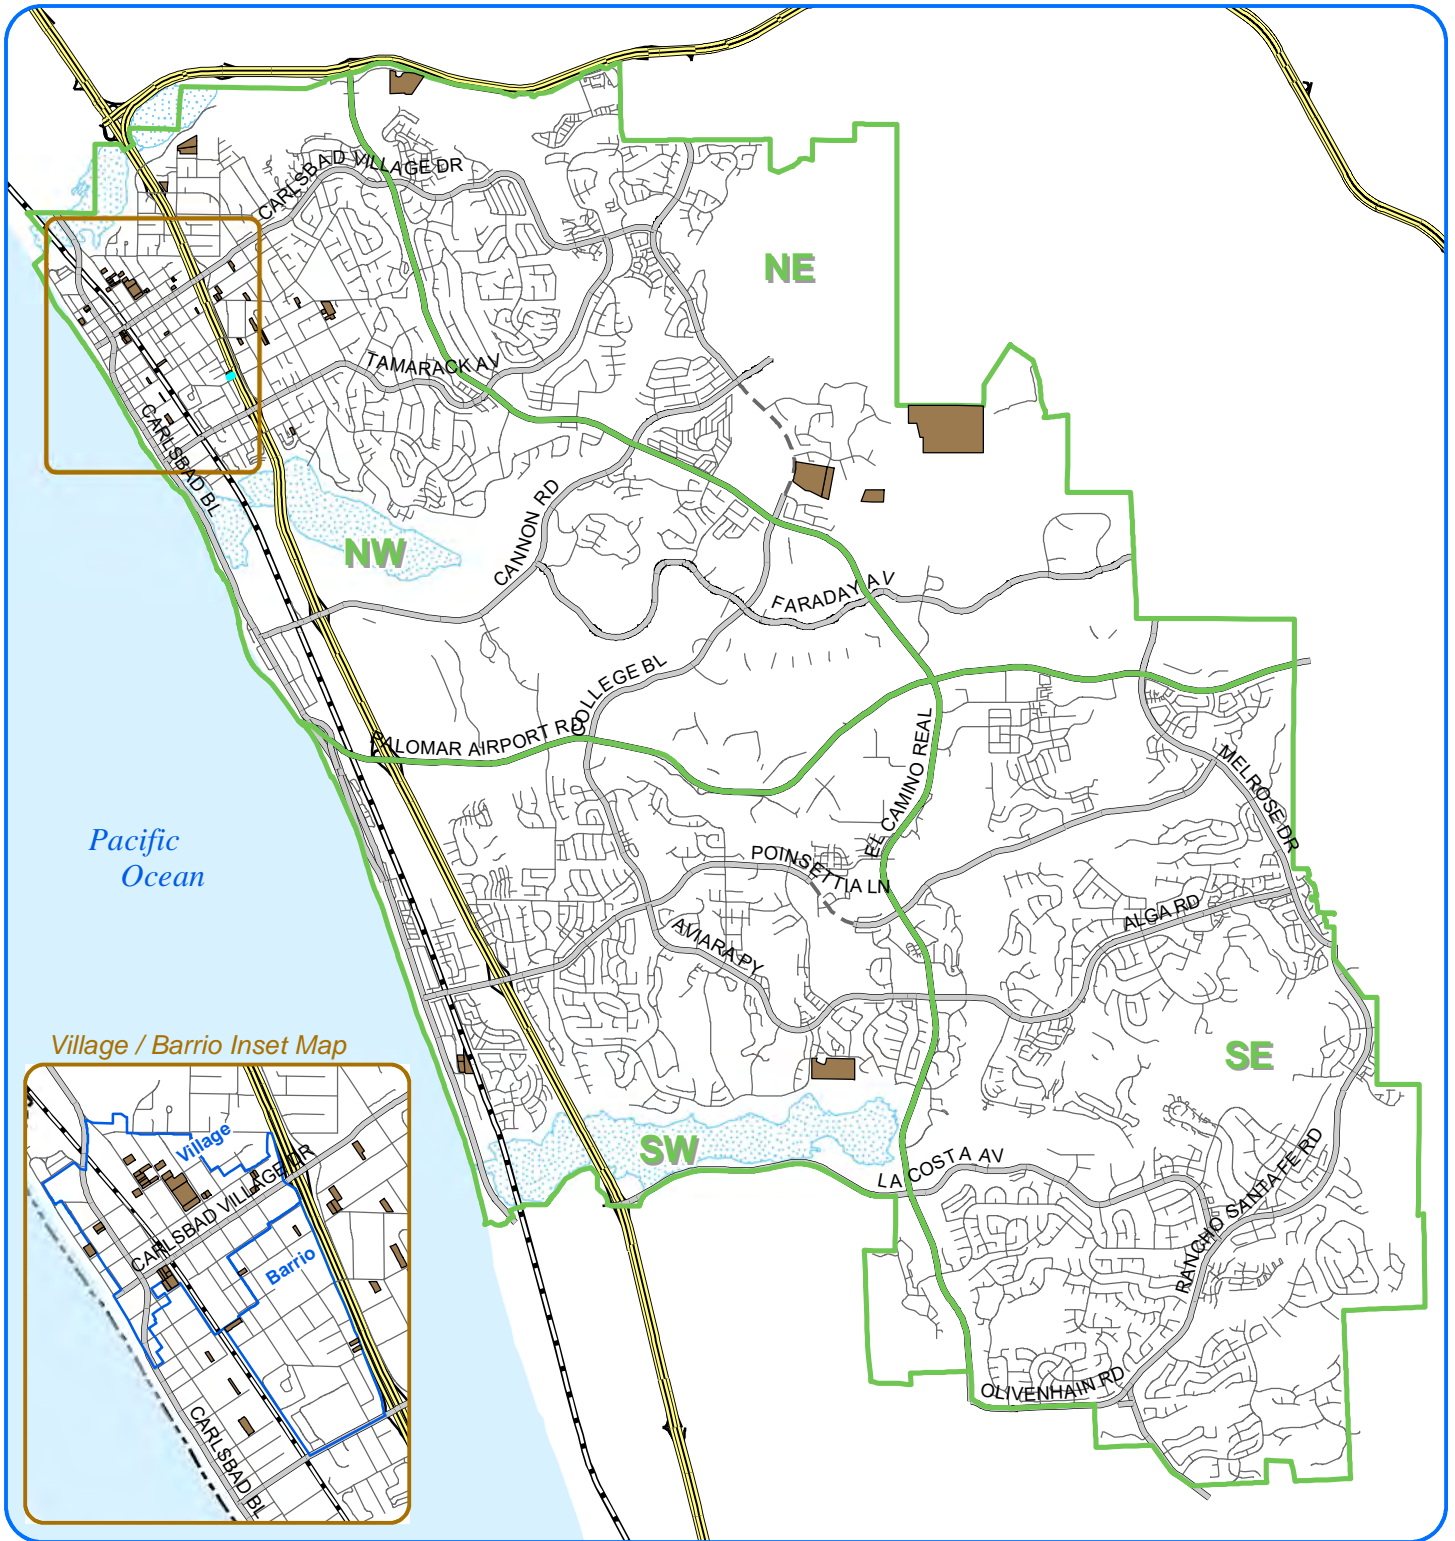 CARLSBAD VILLAGE DR
NE
TAMARACK AV
CARLSBAD BL
CANNON RD
NW
FARADAY AV
COLLEGE BL
PALOMAR AIRPORT RD
EL CAMINO REAL
MELROSE DR
Pacific
Ocean
POINSETTIA LN
ALGA RD
AVIARA PY
Village / Barrio Inset Map
SE
Village
SW
CARLSBAD VILLAGE DR
LA COSTA AV
RANCHO SANTA FE RD
Barrio
OLIVENHAIN RD
CARLSBAD BL